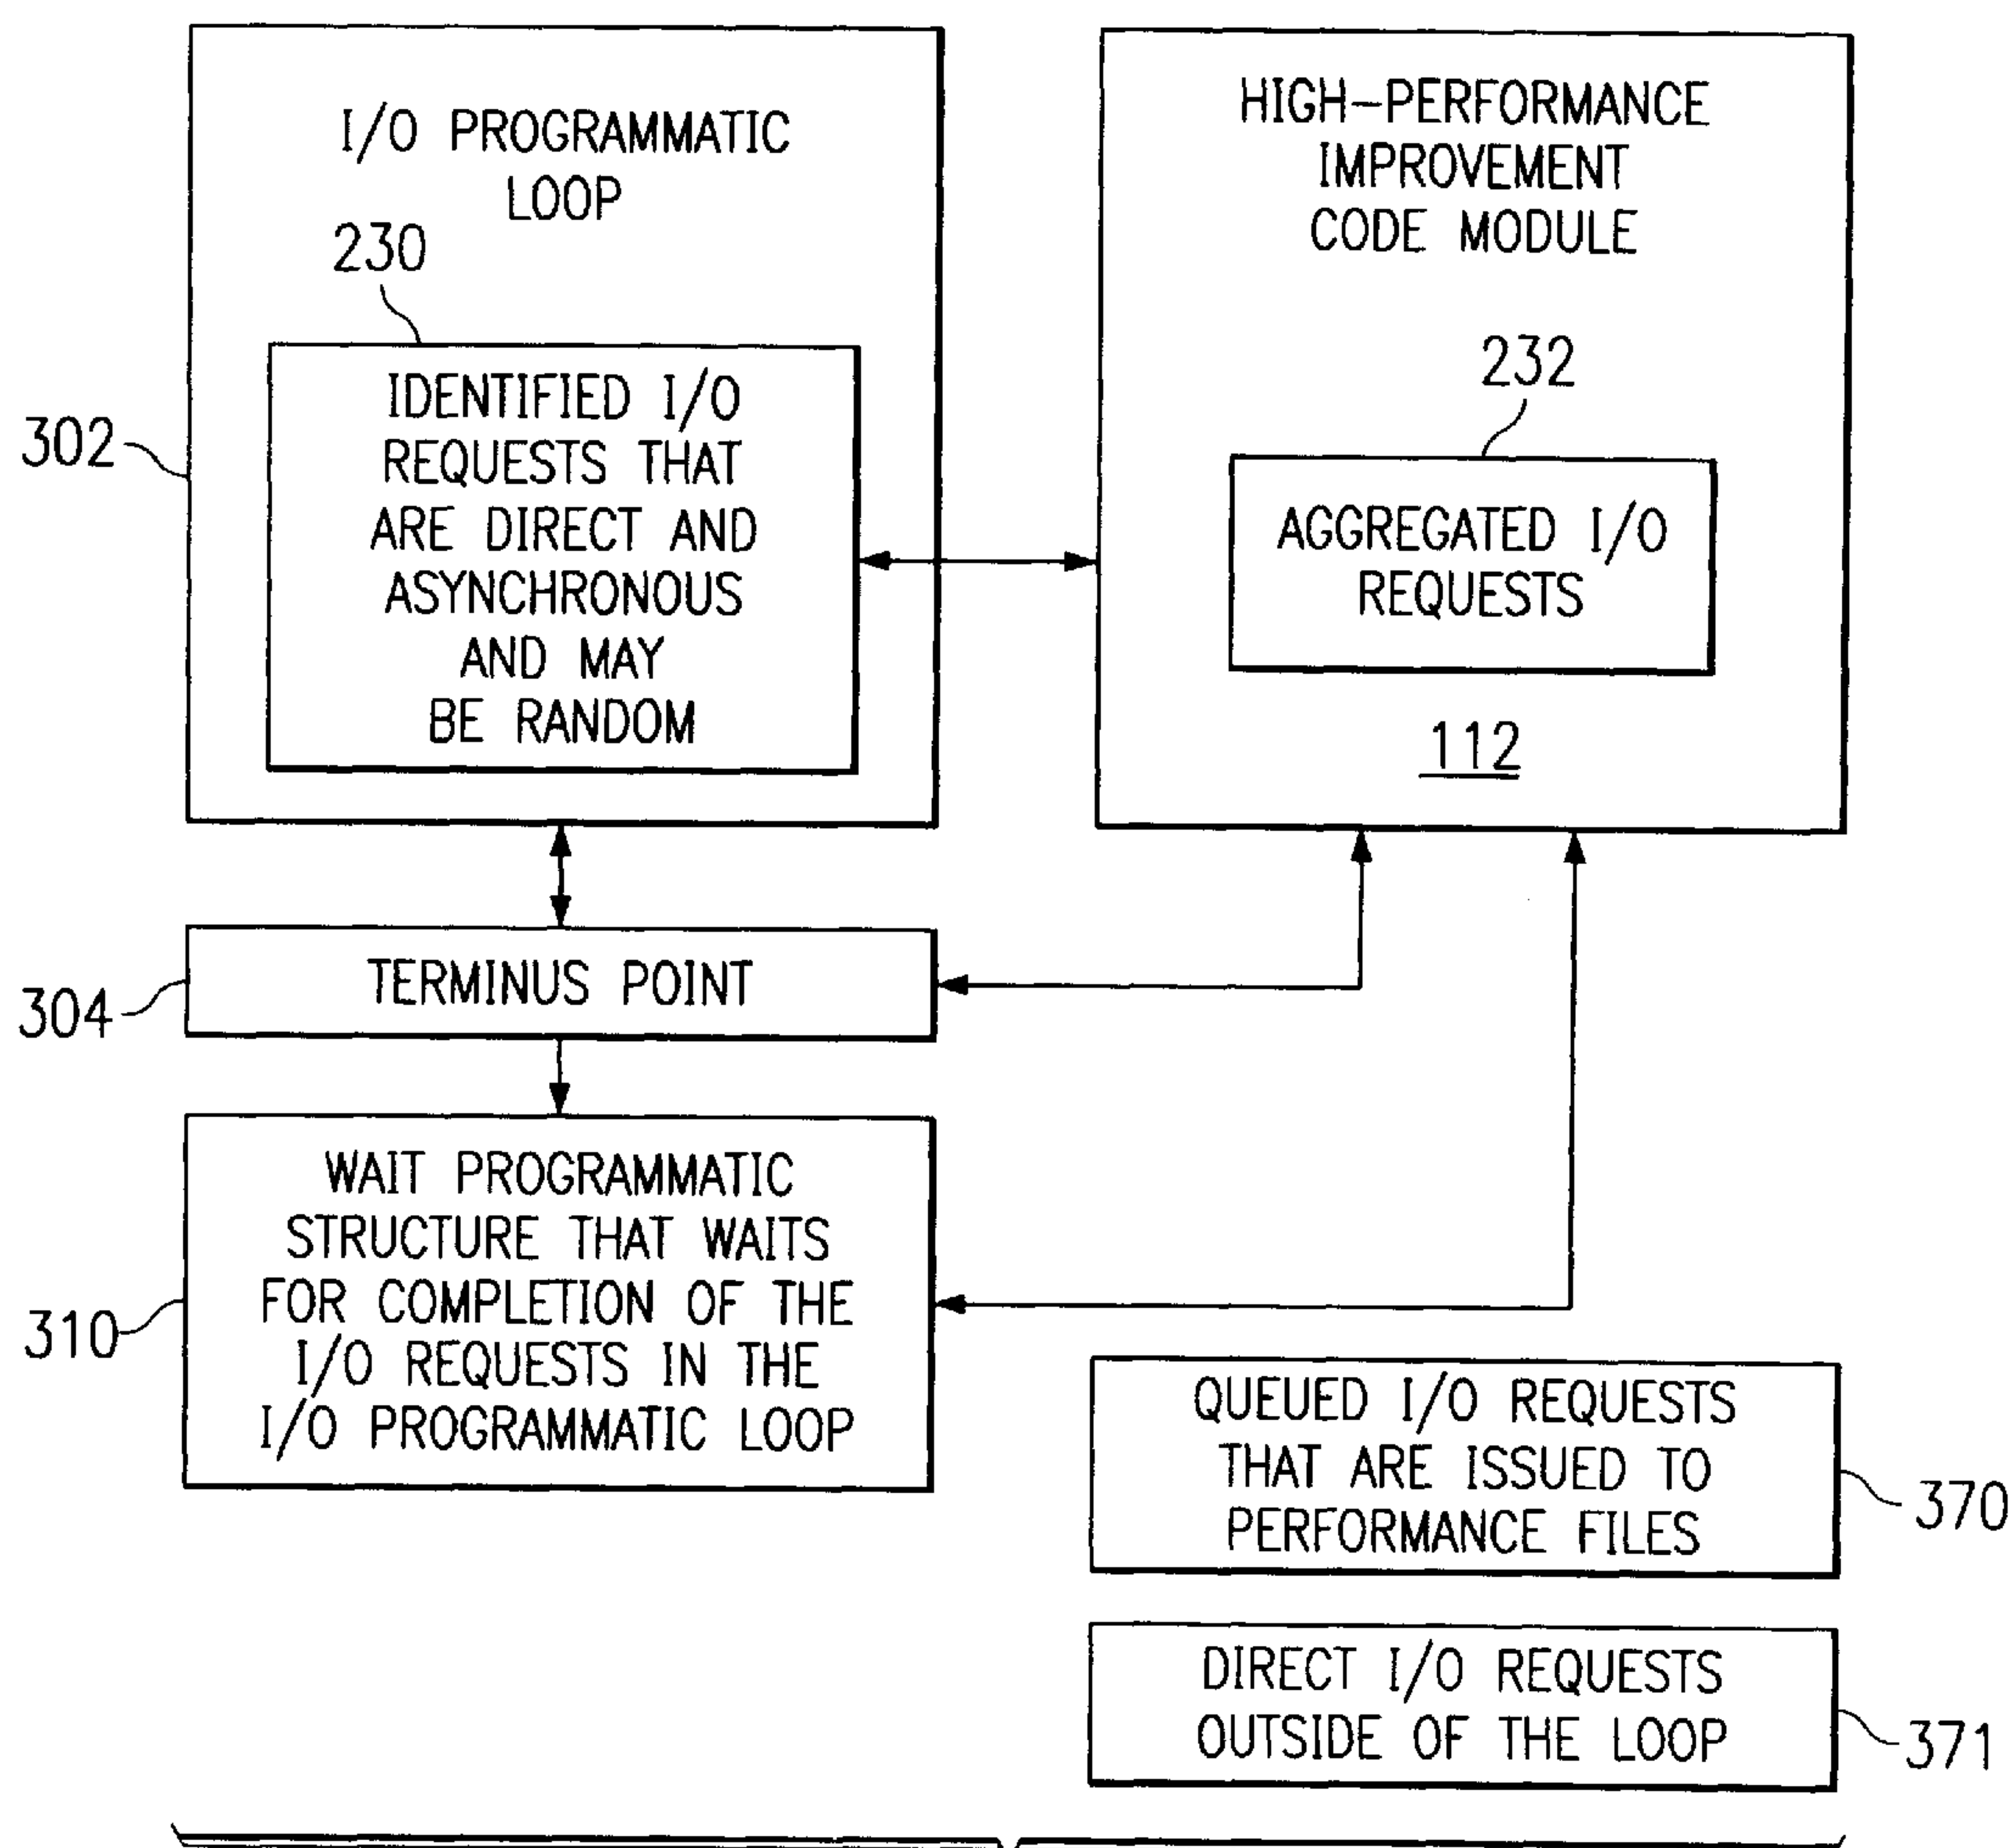 I/O PROGRAMMATIC
LOOP
230
IDENTIFIED I/O
REQUESTS THAT
ARE DIRECT AND
ASYNCHRONOUS
AND MAY
BE RANDOM
302
HIGH-PERFORMANCE
IMPROVEMENT
CODE MODULE
232
AGGREGATED I/O
REQUESTS
112
TERMINUS POINT
304
WAIT PROGRAMMATIC
STRUCTURE THAT WAITS
FOR COMPLETION OF THE
I/O REQUESTS IN THE
I/O PROGRAMMATIC LOOP
310
QUEUED I/O REQUESTS
THAT ARE ISSUED TO
PERFORMANCE FILES
370
DIRECT I/O REQUESTS
OUTSIDE OF THE LOOP
371